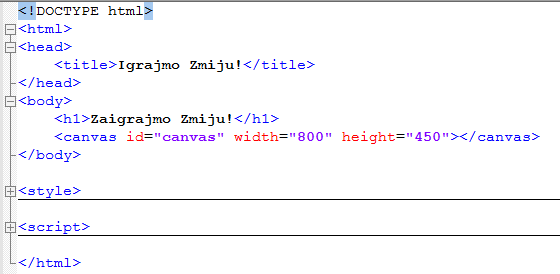 <!DOCTYPE html>
<html>
<head>
<title>Igrajmo Zmiju!</title>
</head>
<body>
<h1>Zaigrajmo Zmiju!</h1>
<canvas id="canvas" width="800" height="450"></canvas>
</body>
<style>
<script>
</html>